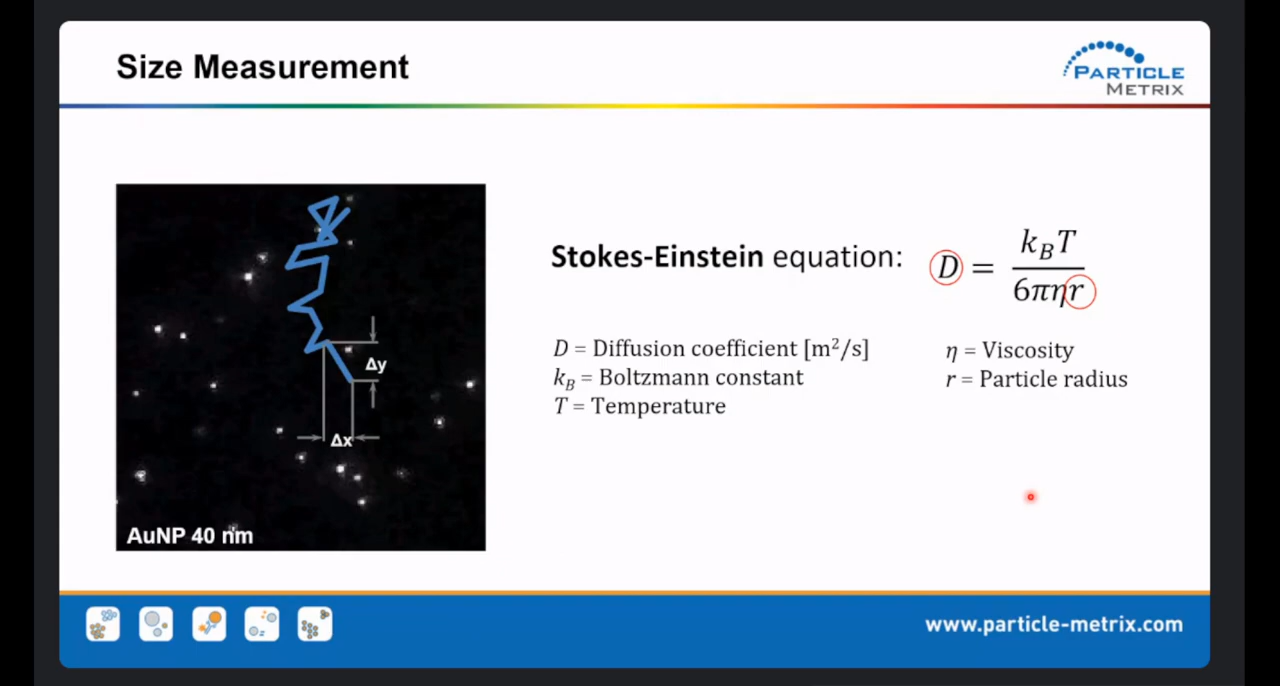 Size Measurement
PARTICLE
METRIX
Δy
Δx
AuNP 40 nm
Stokes-Einstein equation: D = k_BT / 6πηr
D = Diffusion coefficient [m²/s]
k_B = Boltzmann constant
T = Temperature
η = Viscosity
r = Particle radius
www.particle-metrix.com